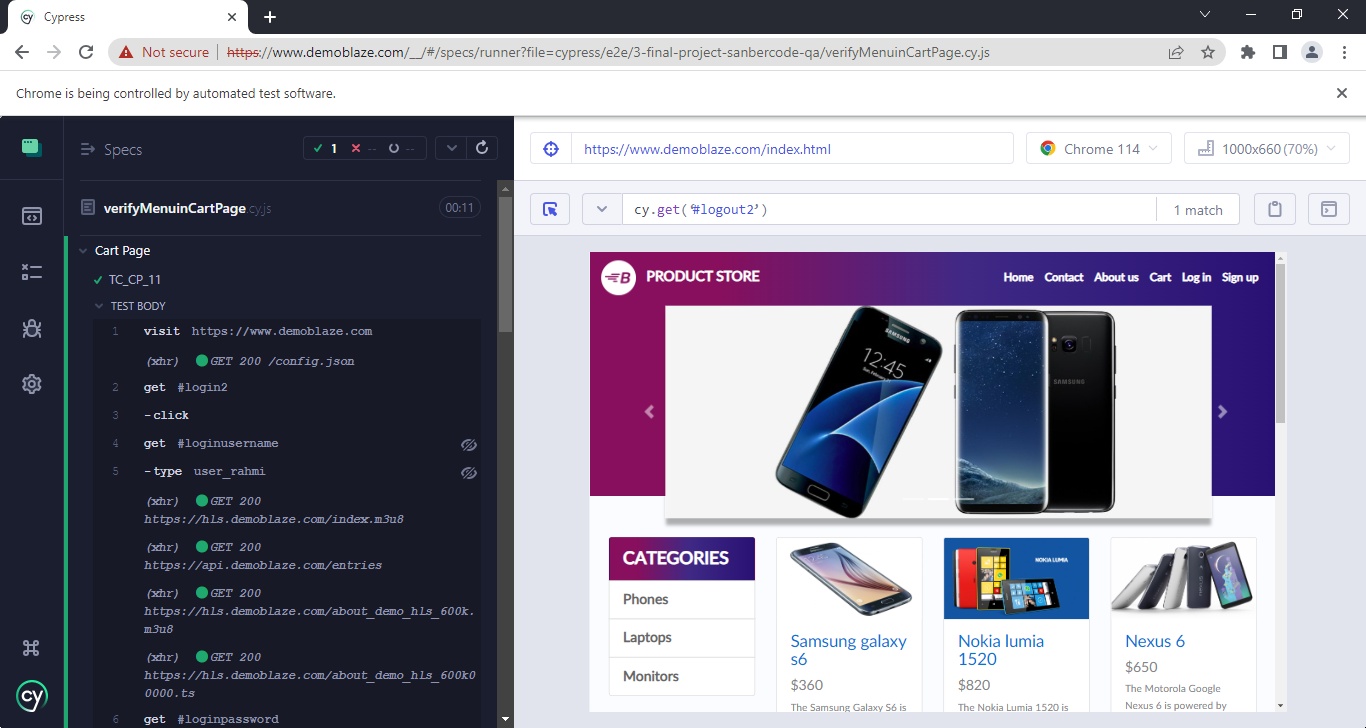 Cypress
Not secure https://www.demoblaze.com/__/#/specs/runner?file=cypress/e2e/3-final-project-sanbercode-qa/verifyMenuinCartPage.cy.js
Chrome is being controlled by automated test software.
Specs
1 -- --
verifyMenuinCartPage.cy.js
00:11
Cart Page
TC_CP_11
TEST BODY
1 visit https://www.demoblaze.com
(xhr) GET 200 /config.json
2 get #login2
3 -click
4 get #loginusername
5 -type user_rahmi
(xhr) GET 200
https://hls.demoblaze.com/index.m3u8
(xhr) GET 200
https://api.demoblaze.com/entries
(xhr) GET 200
https://hls.demoblaze.com/about_demo_hls_600k.
m3u8
(xhr) GET 200
https://hls.demoblaze.com/about_demo_hls_600k0
0000.ts
6 get #loginpassword
cy
https://www.demoblaze.com/index.html
Chrome 114
1000x660 (70%)
cy.get('#logout2')
1 match
B PRODUCT STORE
Home Contact About us Cart Log in Sign up
SAMSUNG
12:45
SAMSUNG
CATEGORIES
Phones
Laptops
Monitors
Samsung galaxy
s6
$360
The Samsung Galaxy S6 is
NOKIA LUMIA
Nokia lumia
1520
$820
The Nokia Lumia 1520 is
Nexus 6
$650
The Motorola Google
Nexus 6 is powered by